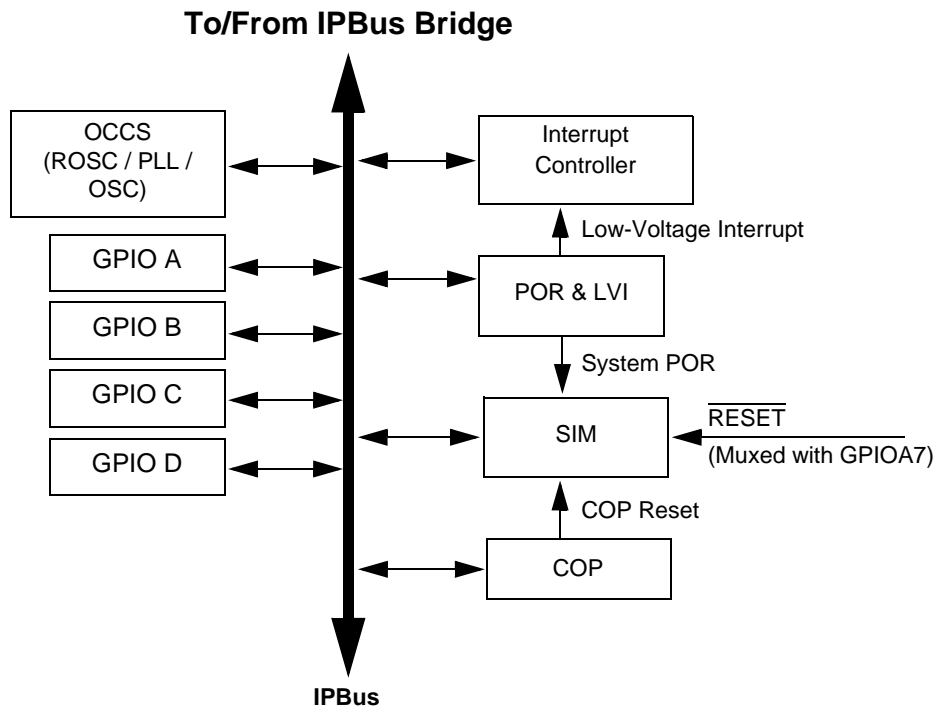 To/From IPBus Bridge
OCCS
(ROSC / PLL /
OSC)
GPIO A
GPIO B
GPIO C
GPIO D
Interrupt
Controller
Low-Voltage Interrupt
POR & LVI
System POR
SIM
RESET
(Muxed with GPIOA7)
COP Reset
COP
IPBus